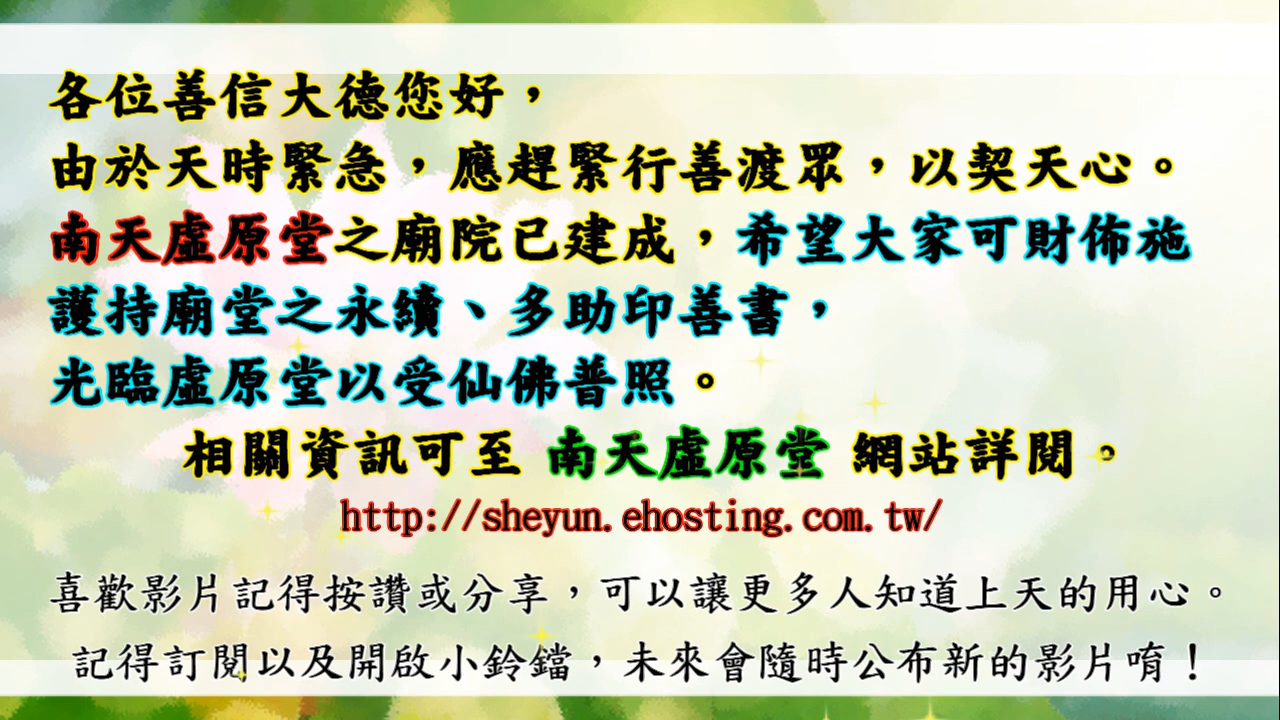 各位善信大德您好，
由於天時緊急，應趕緊行善渡眾，以契天心。
南天虛原堂之廟院已建成，希望大家可財佈施
護持廟堂之永續、多助印善書，
光臨虛原堂以受仙佛普照。
相關資訊可至 南天虛原堂 網站詳閱。
http://sheyun.ehosting.com.tw/
喜歡影片記得按讚或分享，可以讓更多人知道上天的用心。
記得訂閱以及開啟小鈴鐺，未來會隨時公布新的影片唷！